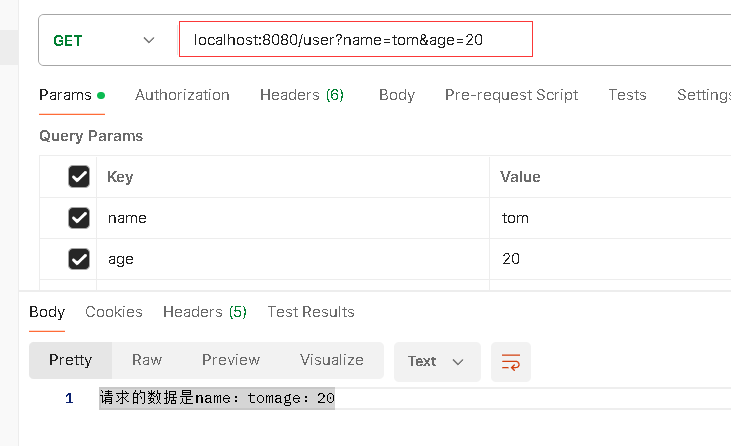 GET localhost:8080/user?name=tom&age=20
Params Authorization Headers (6) Body Pre-request Script Tests Settings
Query Params
Key Value
name tom
age 20
Body Cookies Headers (5) Test Results
Pretty Raw Preview Visualize Text
1 请求的数据是name：tomage：20